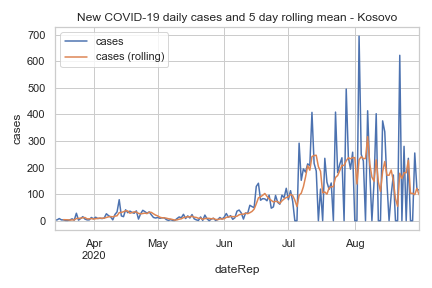 New COVID-19 daily cases and 5 day rolling mean - Kosovo
cases
cases (rolling)
700
600
500
400
300
200
100
0
cases
Apr
2020
May
Jun
Jul
Aug
dateRep